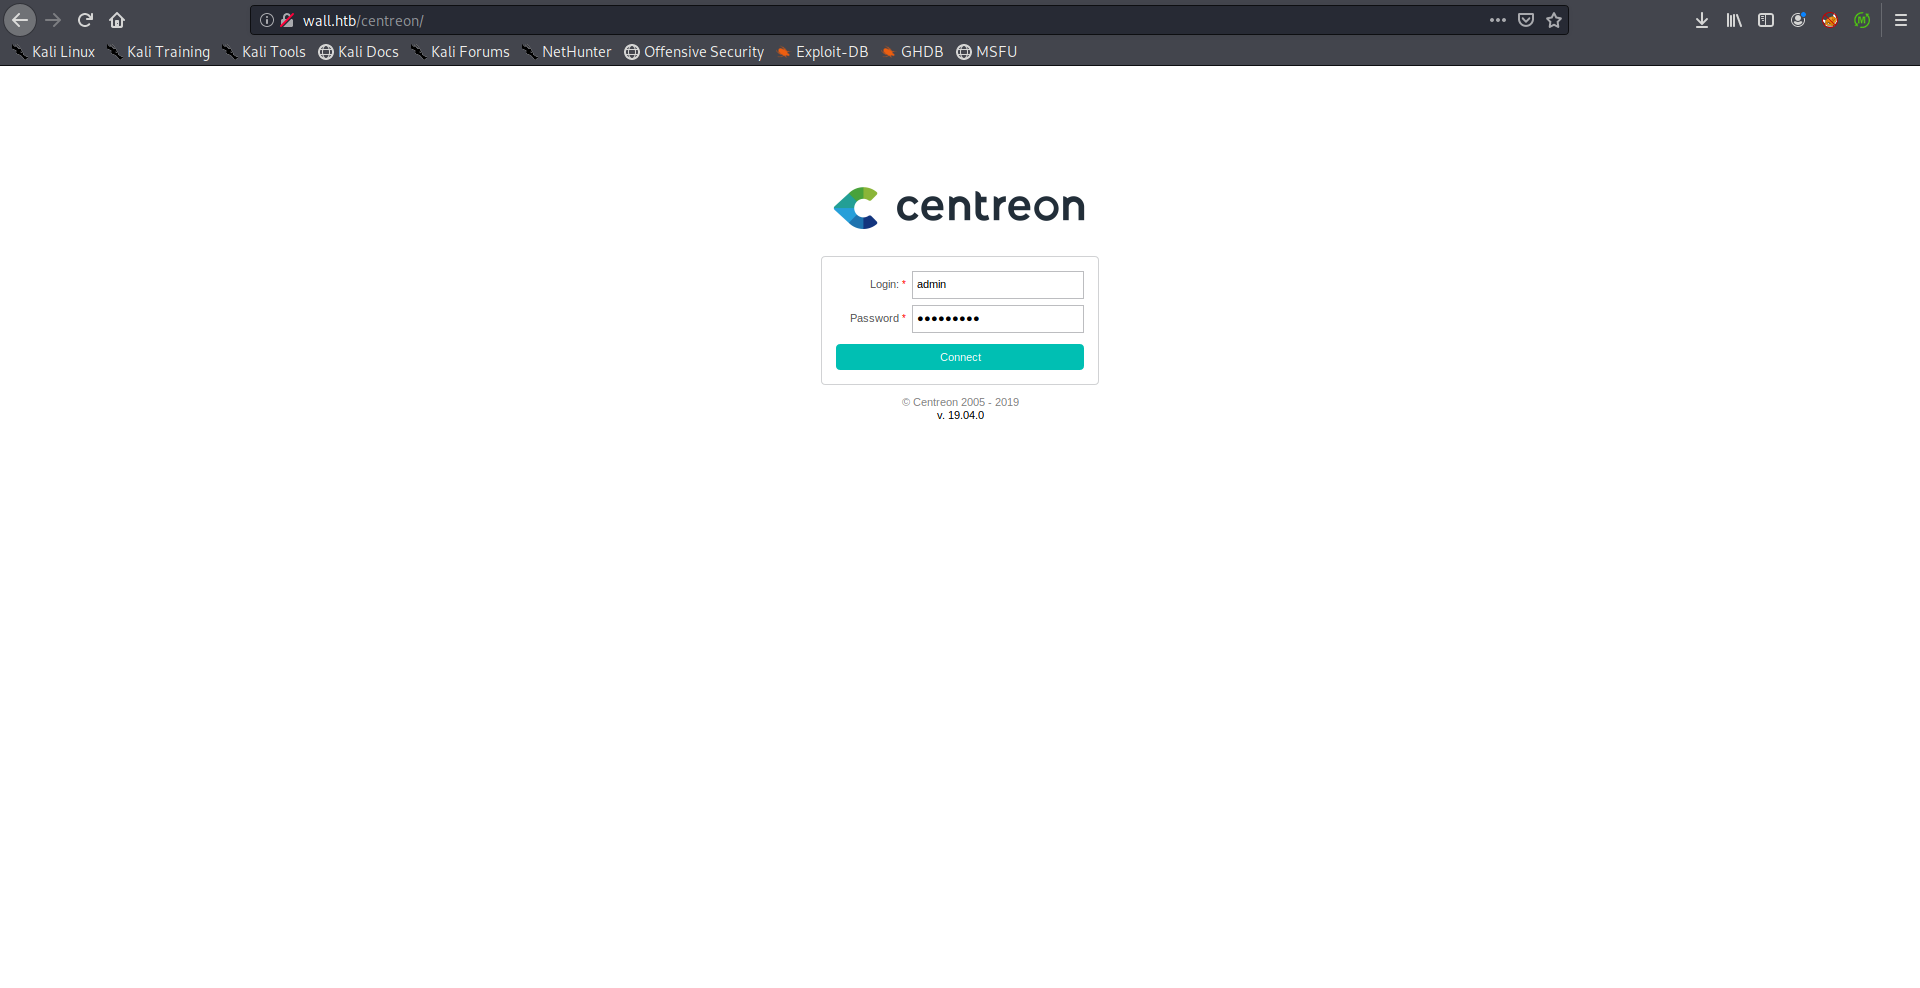 wall.htb/centreon/
Kali Linux Kali Training Kali Tools Kali Docs Kali Forums NetHunter Offensive Security Exploit-DB GHDB MSFU
centreon
Login: * admin
Password * ●●●●●●●●●
Connect
© Centreon 2005 - 2019
v. 19.04.0